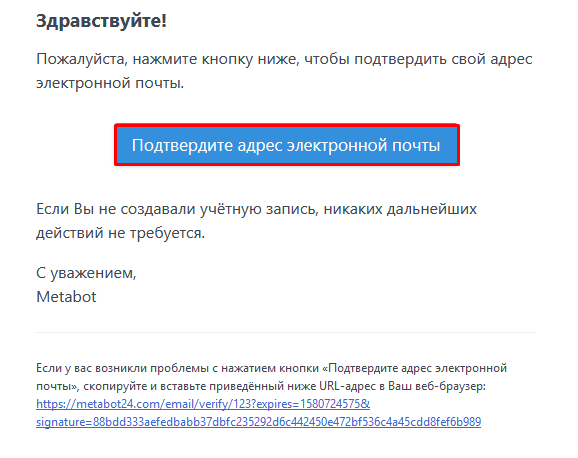 Здравствуйте!
Пожалуйста, нажмите кнопку ниже, чтобы подтвердить свой адрес
электронной почты.
Подтвердите адрес электронной почты
Если Вы не создавали учётную запись, никаких дальнейших
действий не требуется.
С уважением,
Metabot
Если у вас возникли проблемы с нажатием кнопки «Подтвердите адрес электронной
почты», скопируйте и вставьте приведённый ниже URL-адрес в Ваш веб-браузер:
https://metabot24.com/email/verify/123?expires=1580724575&
signature=88bdd333aefedbabb37dbfc235292d6c442450e472bf536c4a45cdd8fef6b989